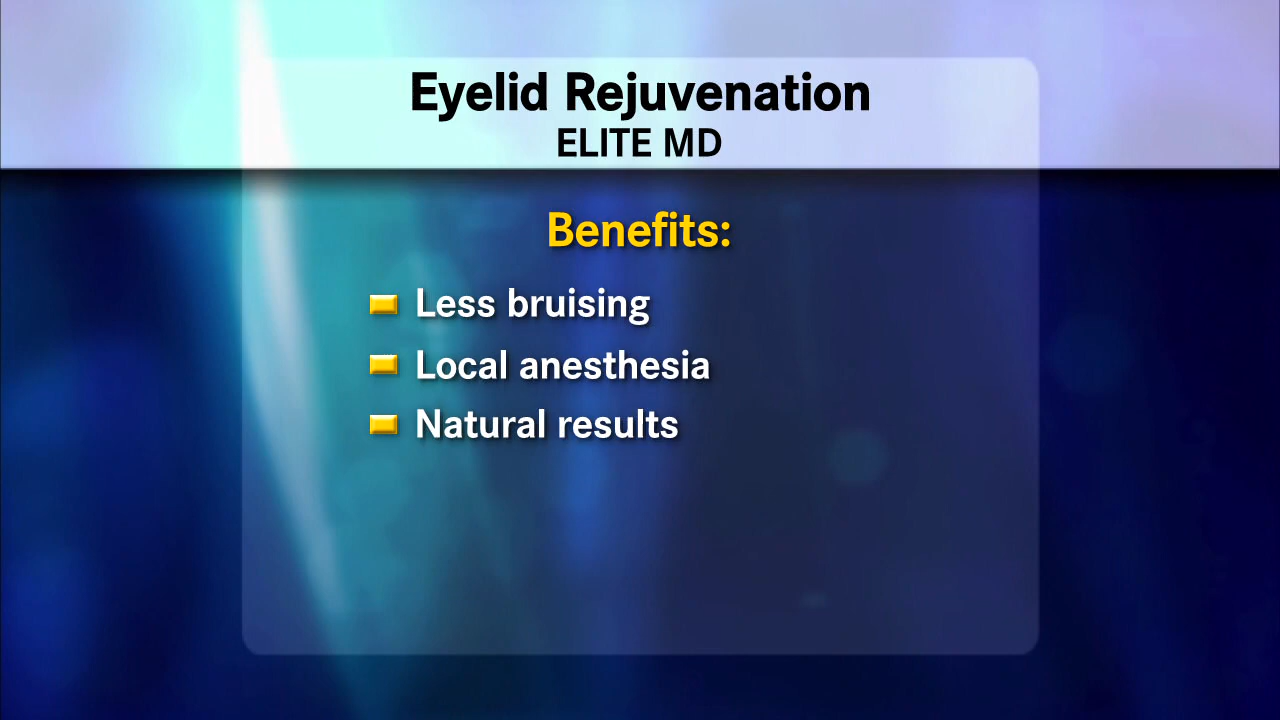 Eyelid Rejuvenation
ELITE MD
Benefits:
Less bruising
Local anesthesia
Natural results